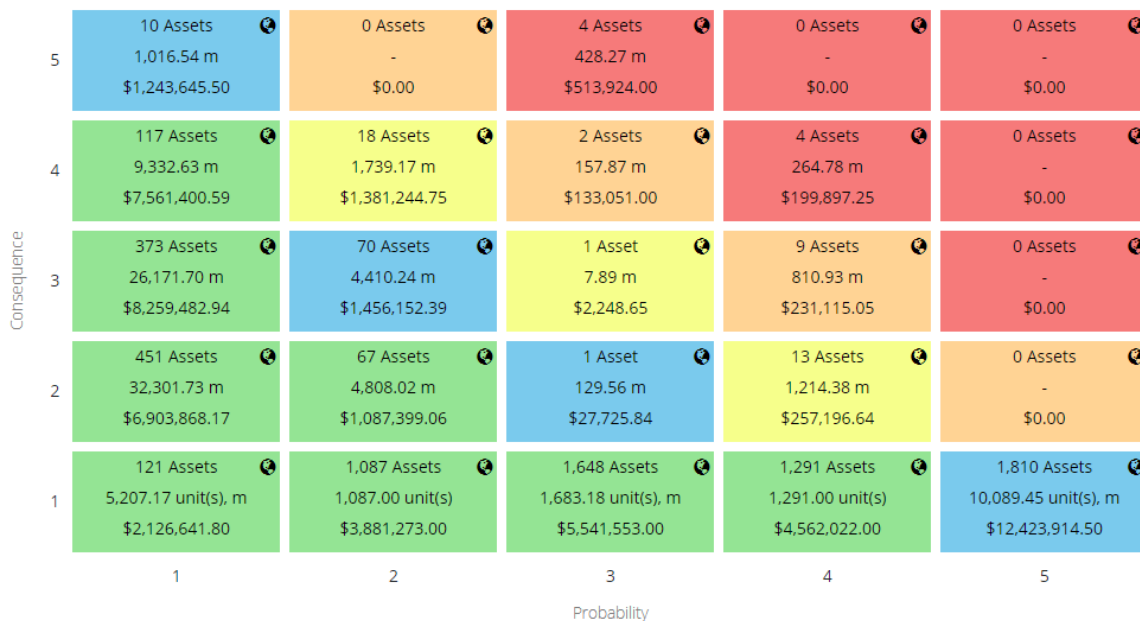 10 Assets
1,016.54 m
$1,243,645.50
0 Assets
-
$0.00
4 Assets
428.27 m
$513,924.00
0 Assets
-
$0.00
0 Assets
-
$0.00
5
117 Assets
9,332.63 m
$7,561,400.59
18 Assets
1,739.17 m
$1,381,244.75
2 Assets
157.87 m
$133,051.00
4 Assets
264.78 m
$199,897.25
0 Assets
-
$0.00
4
373 Assets
26,171.70 m
$8,259,482.94
70 Assets
4,410.24 m
$1,456,152.39
1 Asset
7.89 m
$2,248.65
9 Assets
810.93 m
$231,115.05
0 Assets
-
$0.00
3
Consequence
451 Assets
32,301.73 m
$6,903,868.17
67 Assets
4,808.02 m
$1,087,399.06
1 Asset
129.56 m
$27,725.84
13 Assets
1,214.38 m
$257,196.64
0 Assets
-
$0.00
2
121 Assets
5,207.17 unit(s), m
$2,126,641.80
1,087 Assets
1,087.00 unit(s)
$3,881,273.00
1,648 Assets
1,683.18 unit(s), m
$5,541,553.00
1,291 Assets
1,291.00 unit(s)
$4,562,022.00
1,810 Assets
10,089.45 unit(s), m
$12,423,914.50
1
1 2 3 4 5
Probability